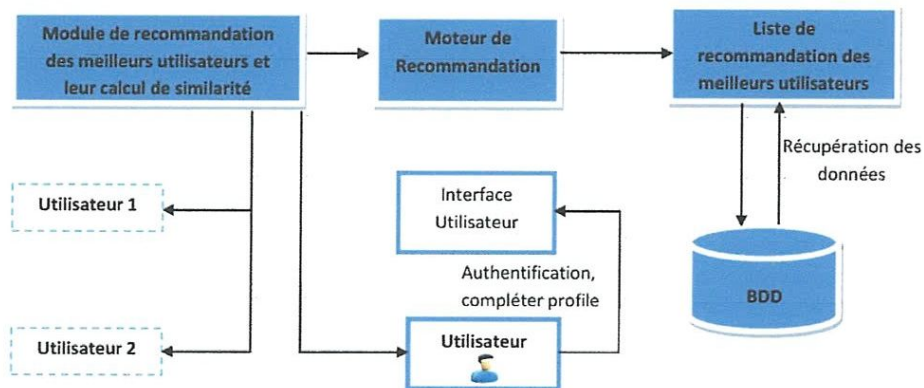 Module de recommandation
des meilleurs utilisateurs et
leur calcul de similarité
Moteur de
Recommandation
Liste de
recommandation des
meilleurs utilisateurs
Récupération des
données
Utilisateur 1
Interface
Utilisateur
Authentification,
compléter profile
BDD
Utilisateur 2
Utilisateur